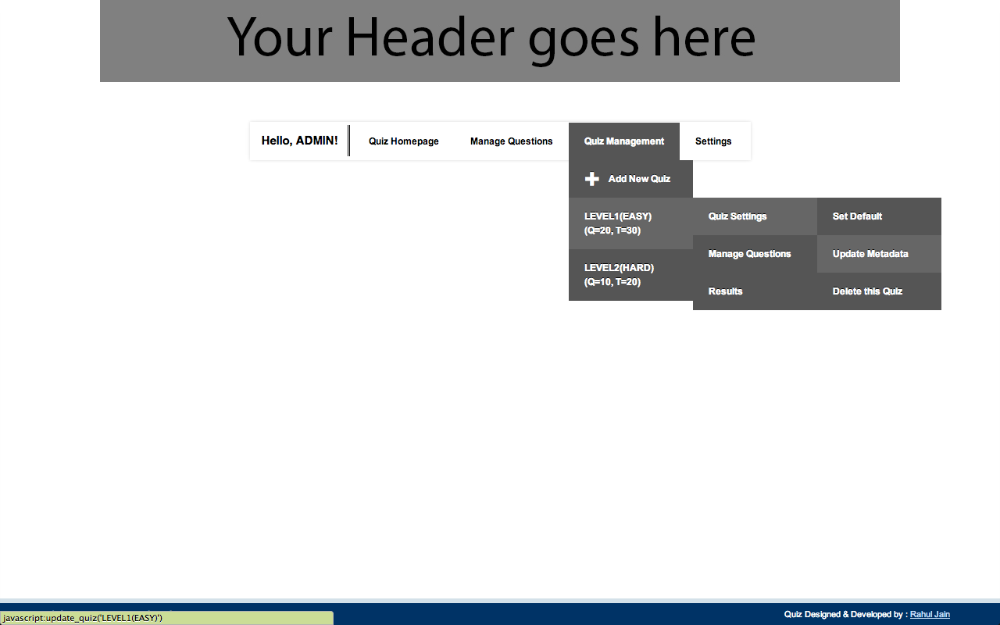 Your Header goes here
Hello, ADMIN!
Quiz Homepage
Manage Questions
Quiz Management
Settings
Add New Quiz
LEVEL1(EASY)
(Q=20, T=30)
Quiz Settings
Set Default
Manage Questions
Update Metadata
LEVEL2(HARD)
(Q=10, T=20)
Results
Delete this Quiz
Quiz Designed & Developed by : Rahul Jain
javascript:update_quiz('LEVEL1(EASY)')